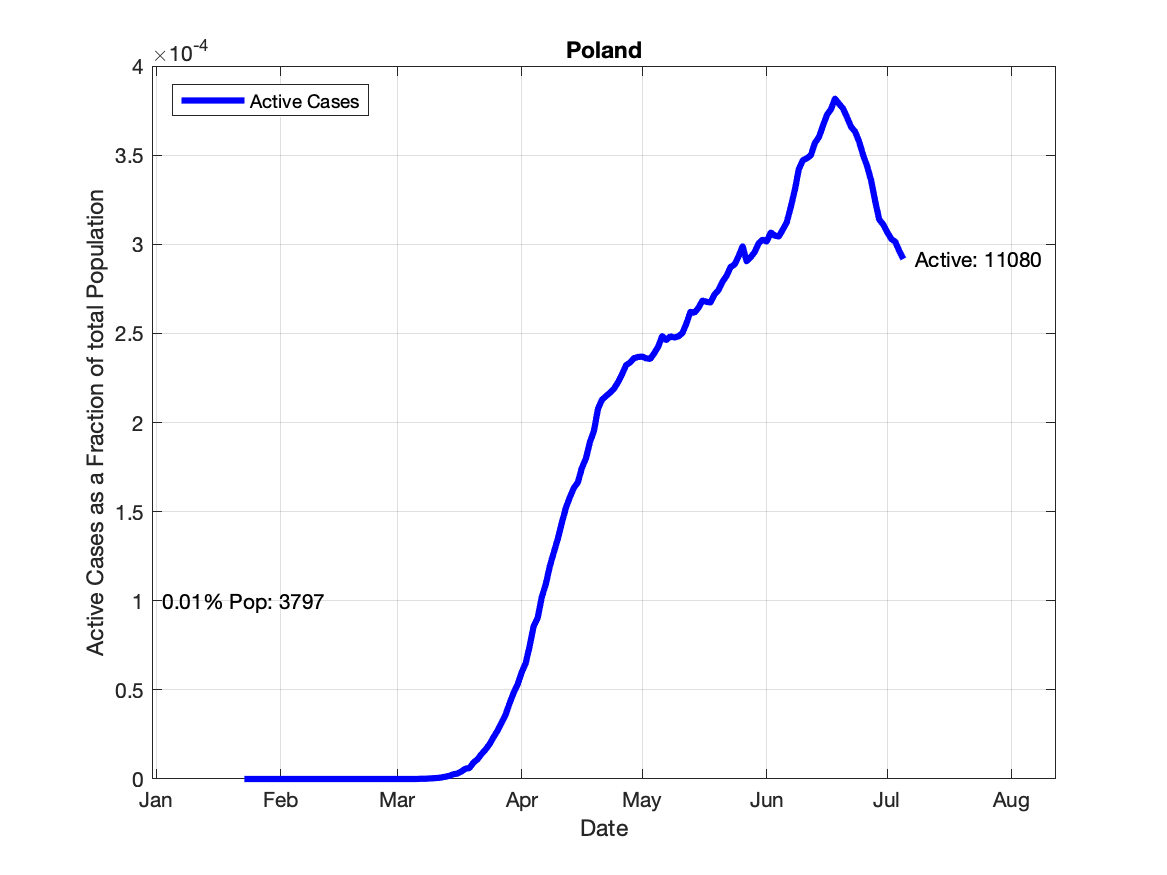 Poland
×10-4
4
3.5
3
2.5
2
1.5
1
0.5
0
Active Cases as a Fraction of total Population
Active Cases
Active: 11080
0.01% Pop: 3797
Jan Feb Mar Apr May Jun Jul Aug
Date